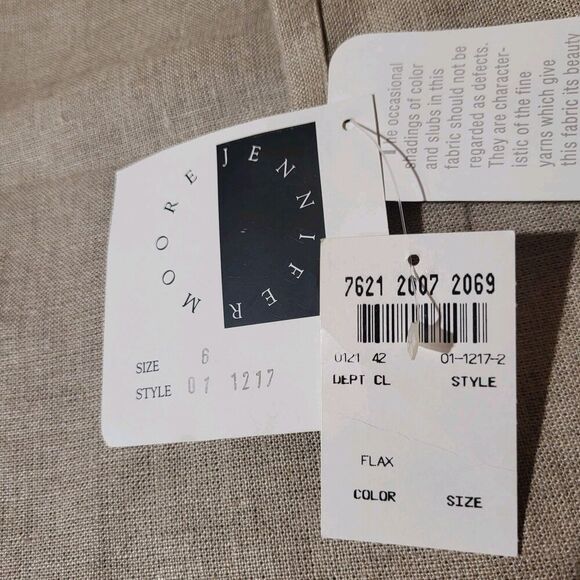 JENNIFER MOORE
SIZE 6
STYLE 01 1217
The occasional
shadings of color
and slubs in this
fabric should not be
regarded as defects.
They are character-
istic of the fine
yarns which give
this fabric its beauty
7621 2007 2069
0121 42 01-1217-2
DEPT CL STYLE
FLAX
COLOR SIZE